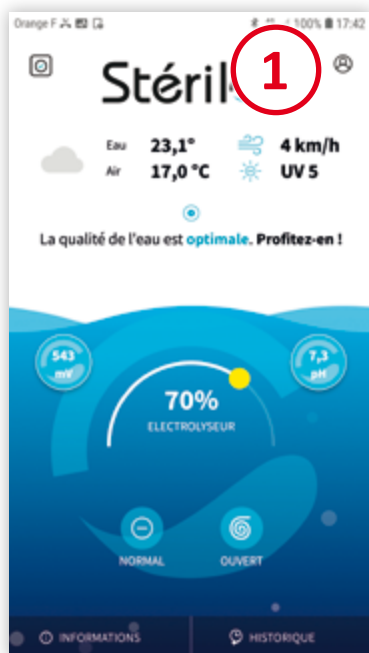 Orange F
100% 17:42
Stéril
1
Eau 23,1° 4 km/h
Air 17,0 °C UV 5
La qualité de l'eau est optimale. Profitez-en !
543 mV
7,3 pH
70%
ELECTROLYSEUR
NORMAL OUVERT
INFORMATIONS HISTORIQUE